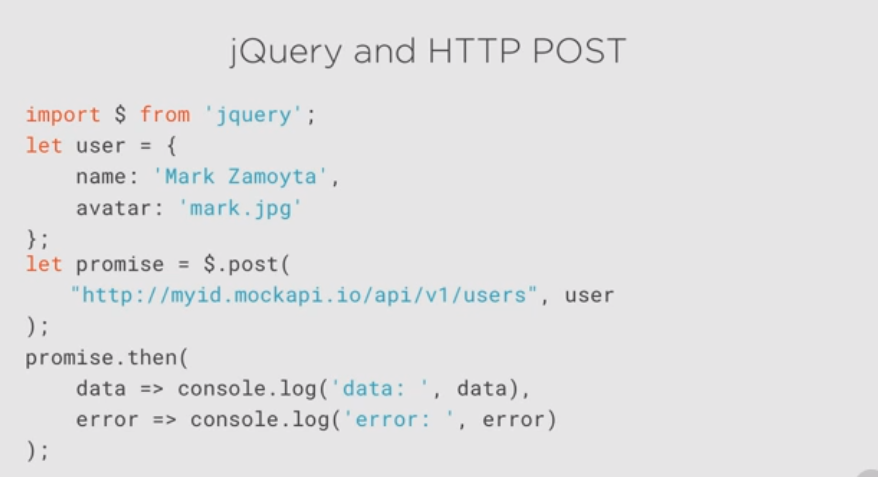 jQuery and HTTP POST
import $ from 'jquery';
let user = {
    name: 'Mark Zamoyta',
    avatar: 'mark.jpg'
};
let promise = $.post(
    "http://myid.mockapi.io/api/v1/users", user
);
promise.then(
    data => console.log('data: ', data),
    error => console.log('error: ', error)
);